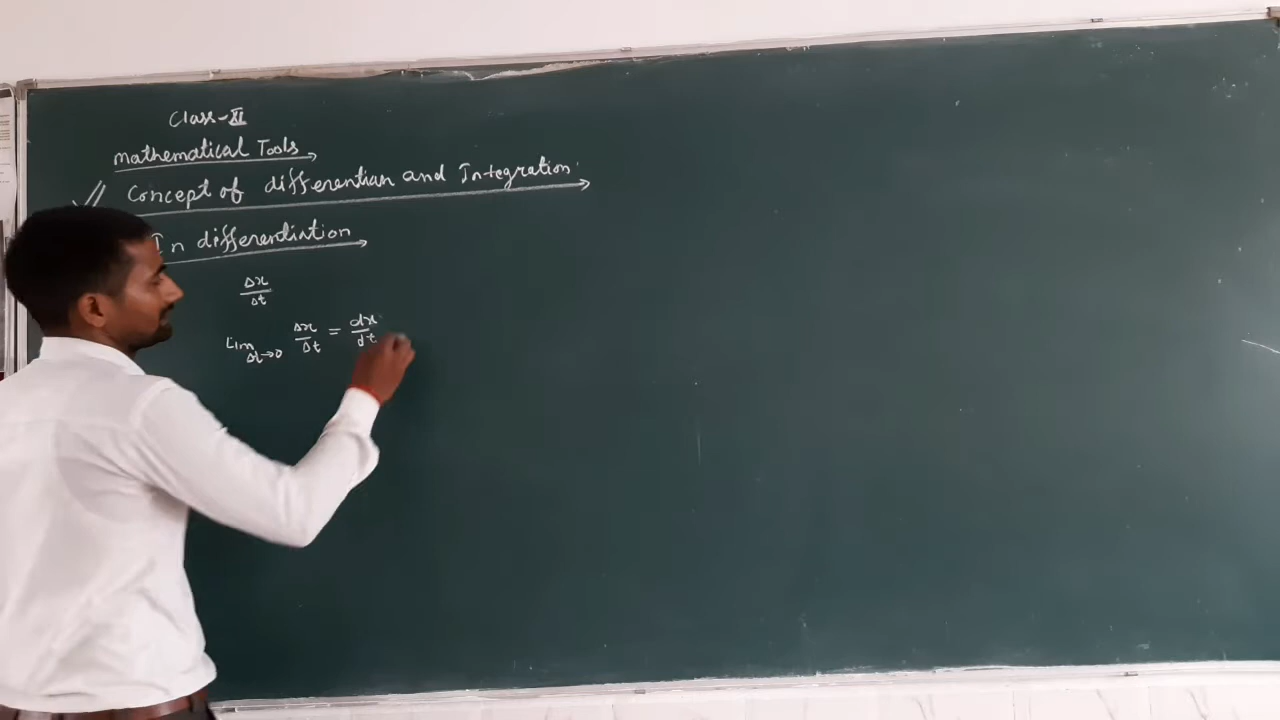 Class-XI
Mathematical Tools
Concept of differentian and Integration.
In differentiation
Δx/Δt
Lim Δt→0 Δx/Δt = dx/dt